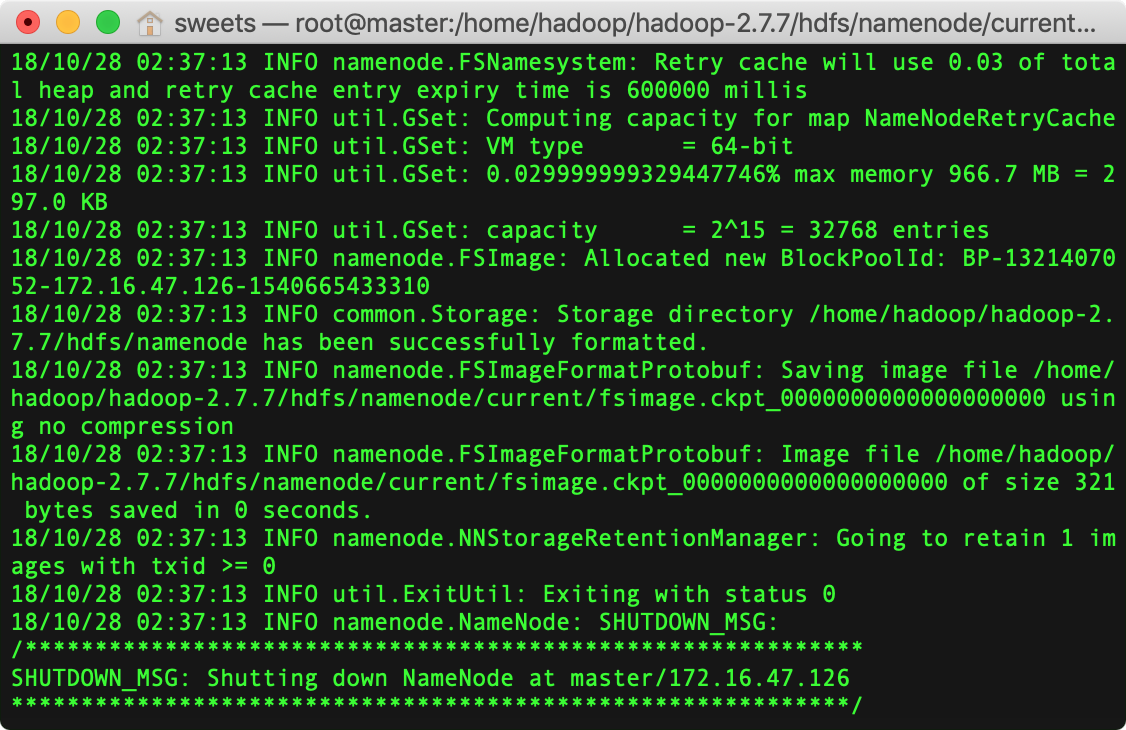 sweets — root@master:/home/hadoop/hadoop-2.7.7/hdfs/namenode/current...
18/10/28 02:37:13 INFO namenode.FSNamesystem: Retry cache will use 0.03 of tota
l heap and retry cache entry expiry time is 600000 millis
18/10/28 02:37:13 INFO util.GSet: Computing capacity for map NameNodeRetryCache
18/10/28 02:37:13 INFO util.GSet: VM type       = 64-bit
18/10/28 02:37:13 INFO util.GSet: 0.029999999329447746% max memory 966.7 MB = 2
97.0 KB
18/10/28 02:37:13 INFO util.GSet: capacity      = 2^15 = 32768 entries
18/10/28 02:37:13 INFO namenode.FSImage: Allocated new BlockPoolId: BP-13214070
52-172.16.47.126-1540665433310
18/10/28 02:37:13 INFO common.Storage: Storage directory /home/hadoop/hadoop-2.
7.7/hdfs/namenode has been successfully formatted.
18/10/28 02:37:13 INFO namenode.FSImageFormatProtobuf: Saving image file /home/
hadoop/hadoop-2.7.7/hdfs/namenode/current/fsimage.ckpt_0000000000000000000 usin
g no compression
18/10/28 02:37:13 INFO namenode.FSImageFormatProtobuf: Image file /home/hadoop/
hadoop-2.7.7/hdfs/namenode/current/fsimage.ckpt_0000000000000000000 of size 321
 bytes saved in 0 seconds.
18/10/28 02:37:13 INFO namenode.NNStorageRetentionManager: Going to retain 1 im
ages with txid >= 0
18/10/28 02:37:13 INFO util.ExitUtil: Exiting with status 0
18/10/28 02:37:13 INFO namenode.NameNode: SHUTDOWN_MSG:
/************************************************************
SHUTDOWN_MSG: Shutting down NameNode at master/172.16.47.126
************************************************************/